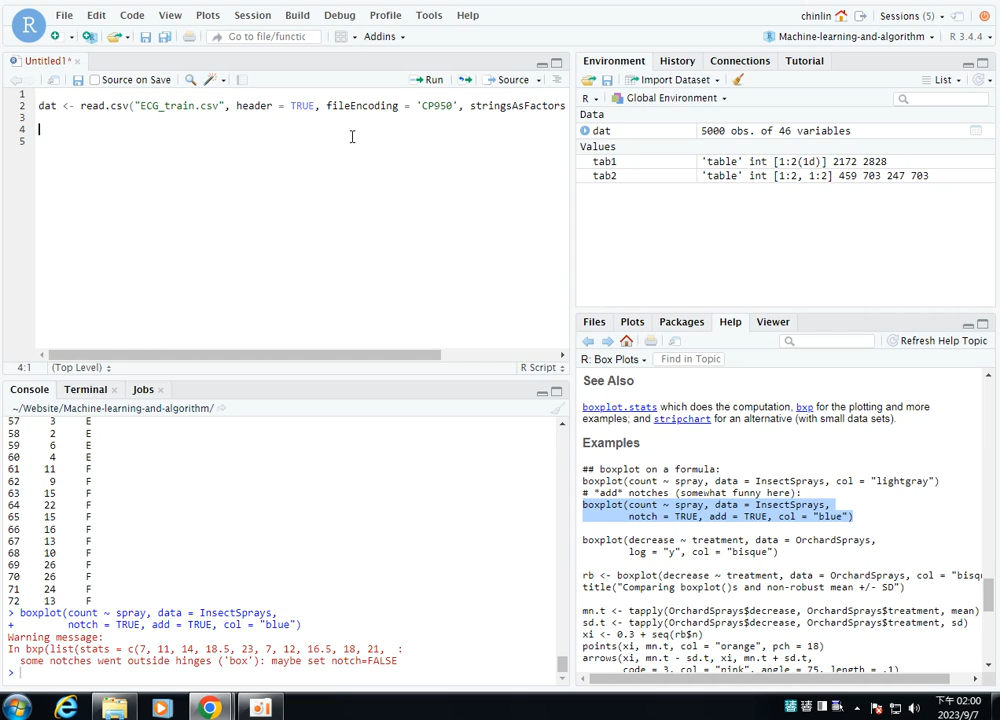 R
File Edit Code View Plots Session Build Debug Profile Tools Help
chinlin Sessions (5)
Go to file/functic Addins
Machine-learning-and-algorithm R 3.4.4
Untitled1* ×
Source on Save Run Source
1
2 dat <- read.csv("ECG_train.csv", header = TRUE, fileEncoding = 'CP950', stringsAsFactors
3
4
5
4:1 (Top Level) R Script
Console Terminal × Jobs ×
~/Website/Machine-learning-and-algorithm/
57 3 E
58 2 E
59 6 E
60 4 E
61 11 F
62 9 F
63 15 F
64 22 F
65 15 F
66 16 F
67 13 F
68 10 F
69 26 F
70 26 F
71 24 F
72 13 F
> boxplot(count ~ spray, data = InsectSprays,
+ notch = TRUE, add = TRUE, col = "blue")
Warning message:
In bxp(list(stats = c(7, 11, 14, 18.5, 23, 7, 12, 16.5, 18, 21, :
some notches went outside hinges ('box'): maybe set notch=FALSE
>
Environment History Connections Tutorial
Import Dataset List
R Global Environment
Data
dat 5000 obs. of 46 variables
Values
tab1 'table' int [1:2(1d)] 2172 2828
tab2 'table' int [1:2, 1:2] 459 703 247 703
Files Plots Packages Help Viewer
Refresh Help Topic
R: Box Plots Find in Topic
See Also
boxplot.stats which does the computation, bxp for the plotting and more
examples; and stripchart for an alternative (with small data sets).
Examples
## boxplot on a formula:
boxplot(count ~ spray, data = InsectSprays, col = "lightgray")
# *add* notches (somewhat funny here):
boxplot(count ~ spray, data = InsectSprays,
notch = TRUE, add = TRUE, col = "blue")
boxplot(decrease ~ treatment, data = OrchardSprays,
log = "y", col = "bisque")
rb <- boxplot(decrease ~ treatment, data = OrchardSprays, col = "bisq
title("Comparing boxplot()s and non-robust mean +/- SD")
mn.t <- tapply(OrchardSprays$decrease, OrchardSprays$treatment, mean)
sd.t <- tapply(OrchardSprays$decrease, OrchardSprays$treatment, sd)
xi <- 0.3 + seq(rb$n)
points(xi, mn.t, col = "orange", pch = 18)
arrows(xi, mn.t - sd.t, xi, mn.t + sd.t,
code = 3, col = "pink", angle = 75, length = .1)
下午 02:00
2023/9/7